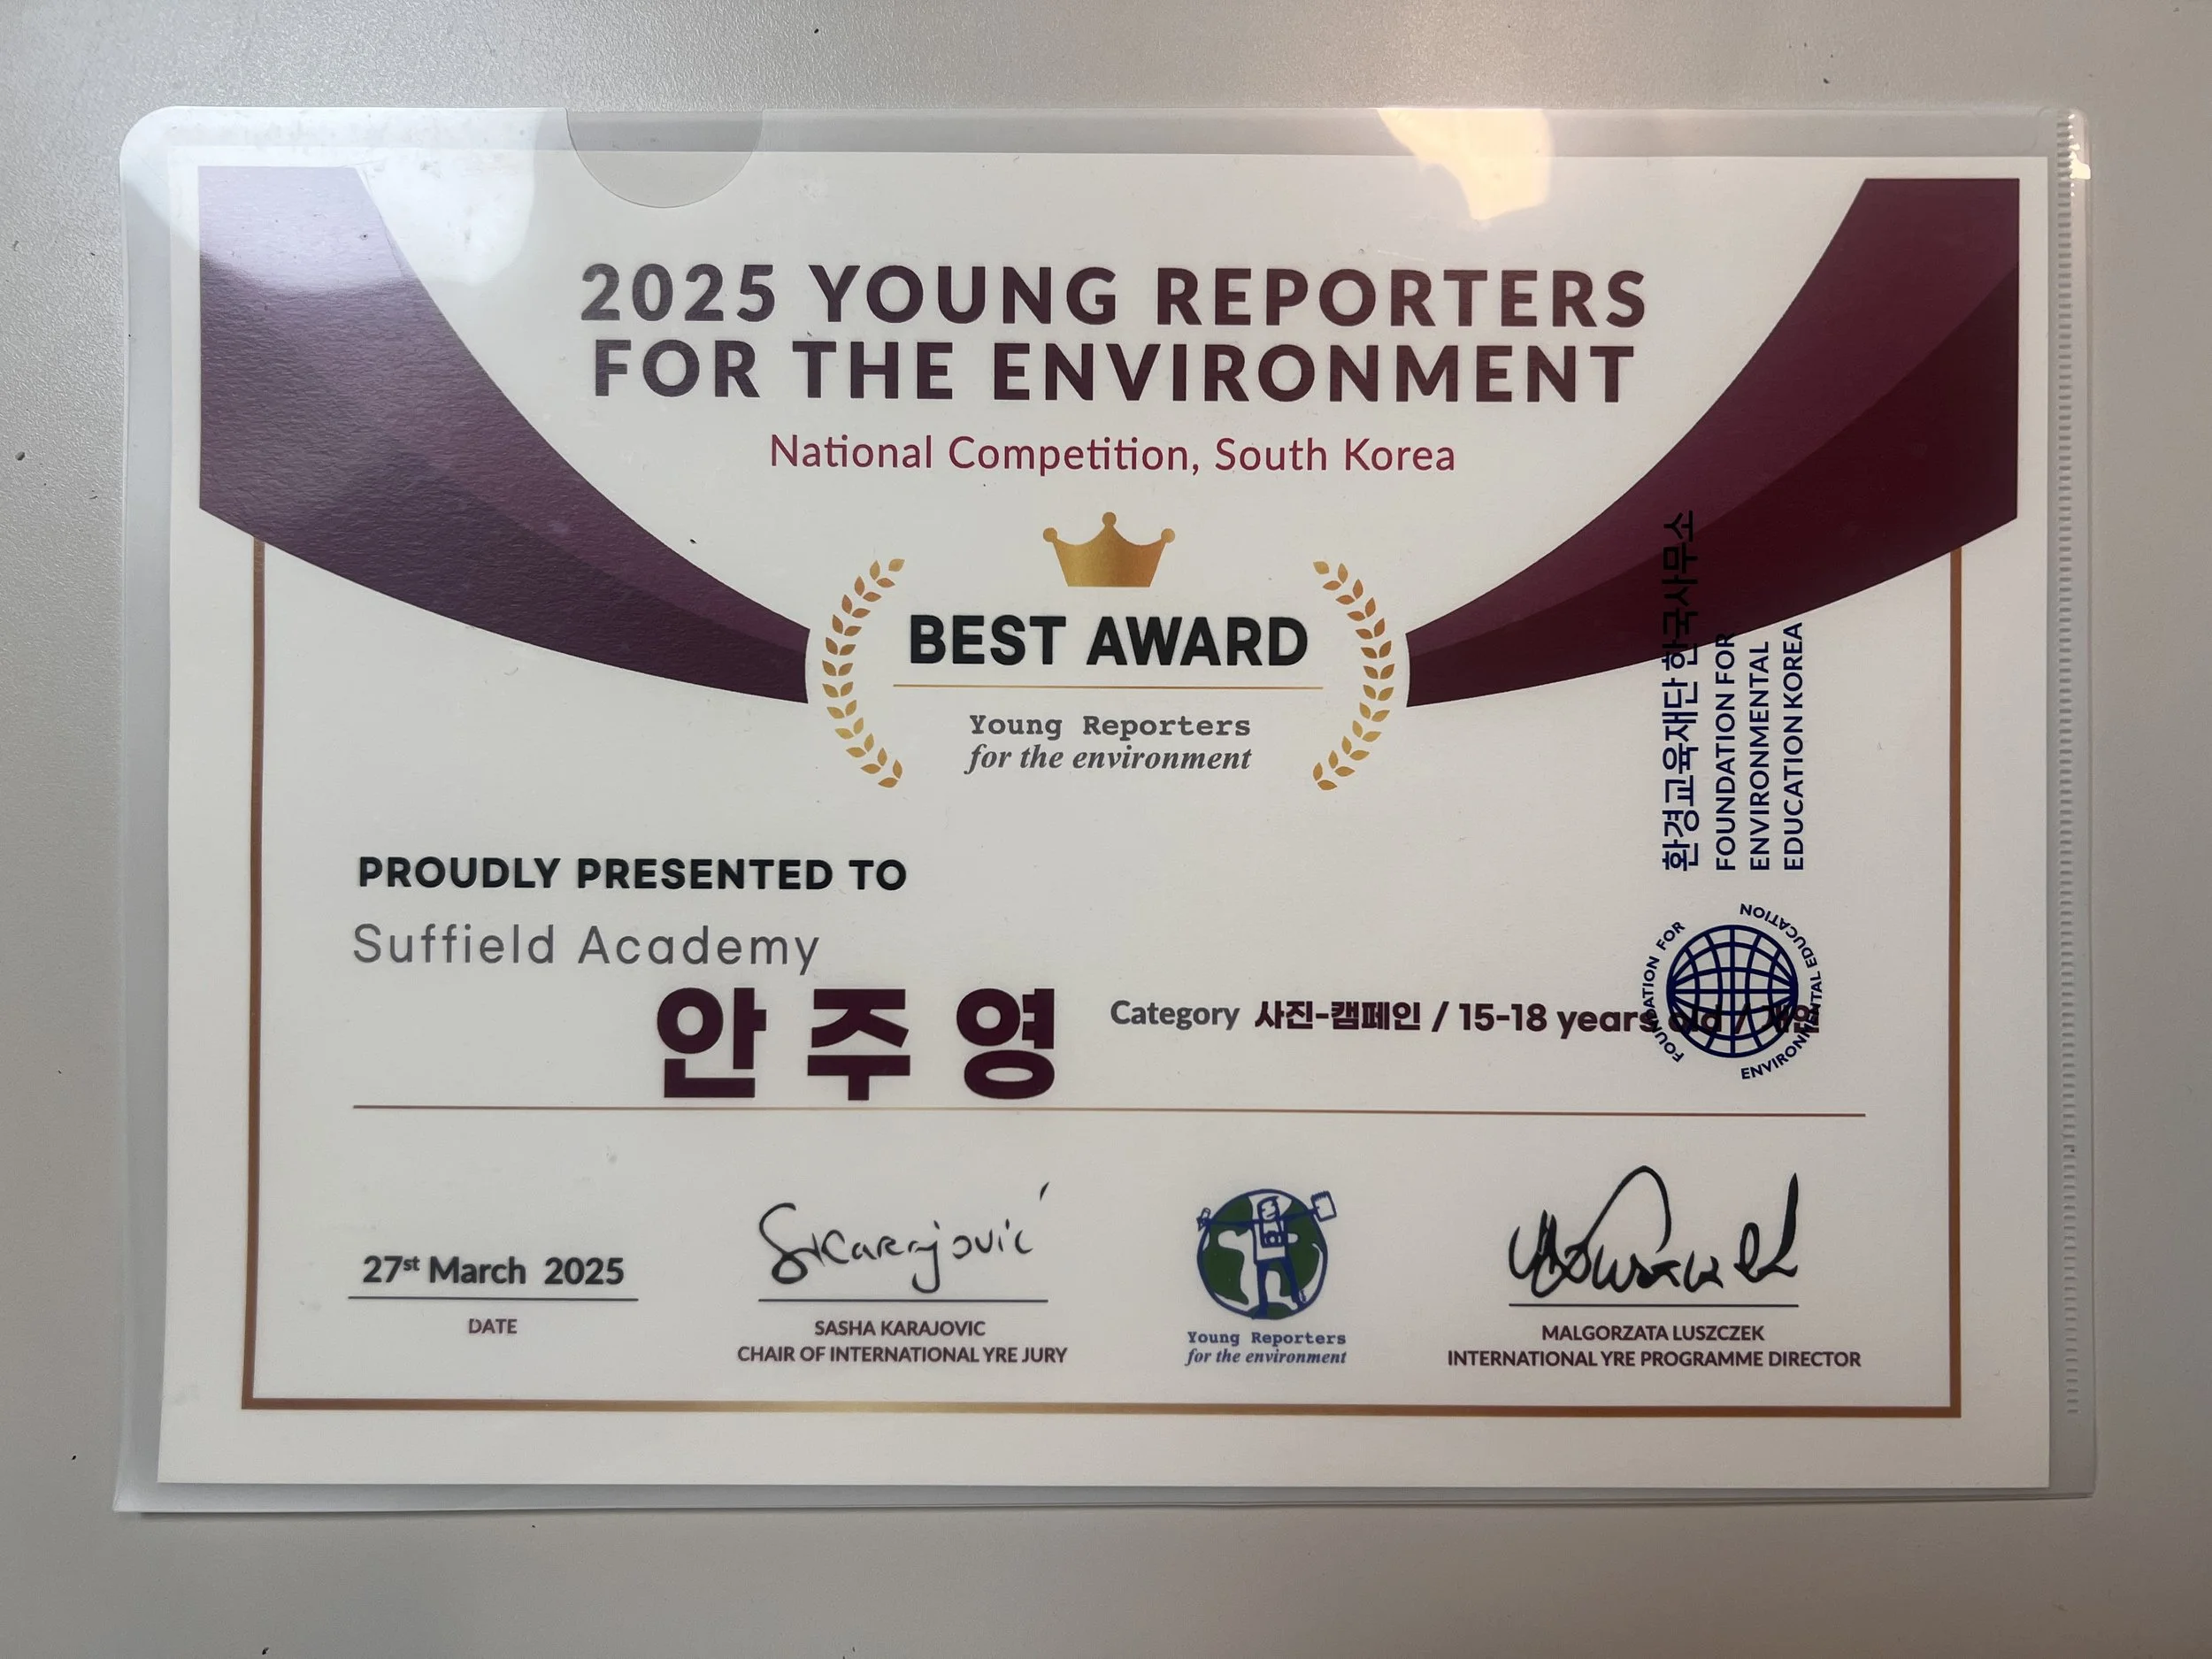 2025 YOUNG REPORTERS
FOR THE ENVIRONMENT
National Competition, South Korea
BEST AWARD
Young Reporters
for the environment
환경교육재단 한국사무소
FOUNDATION FOR
ENVIRONMENTAL
EDUCATION KOREA
PROUDLY PRESENTED TO
Suffield Academy
안주영
Category 사진-캠페인 / 15-18 years old /
FOUNDATION FOR ENVIRONMENTAL EDUCATION
27st March 2025
DATE
SKarajović
SASHA KARAJOVIC
CHAIR OF INTERNATIONAL YRE JURY
Young Reporters
for the environment
MALGORZATA LUSZCZEK
INTERNATIONAL YRE PROGRAMME DIRECTOR